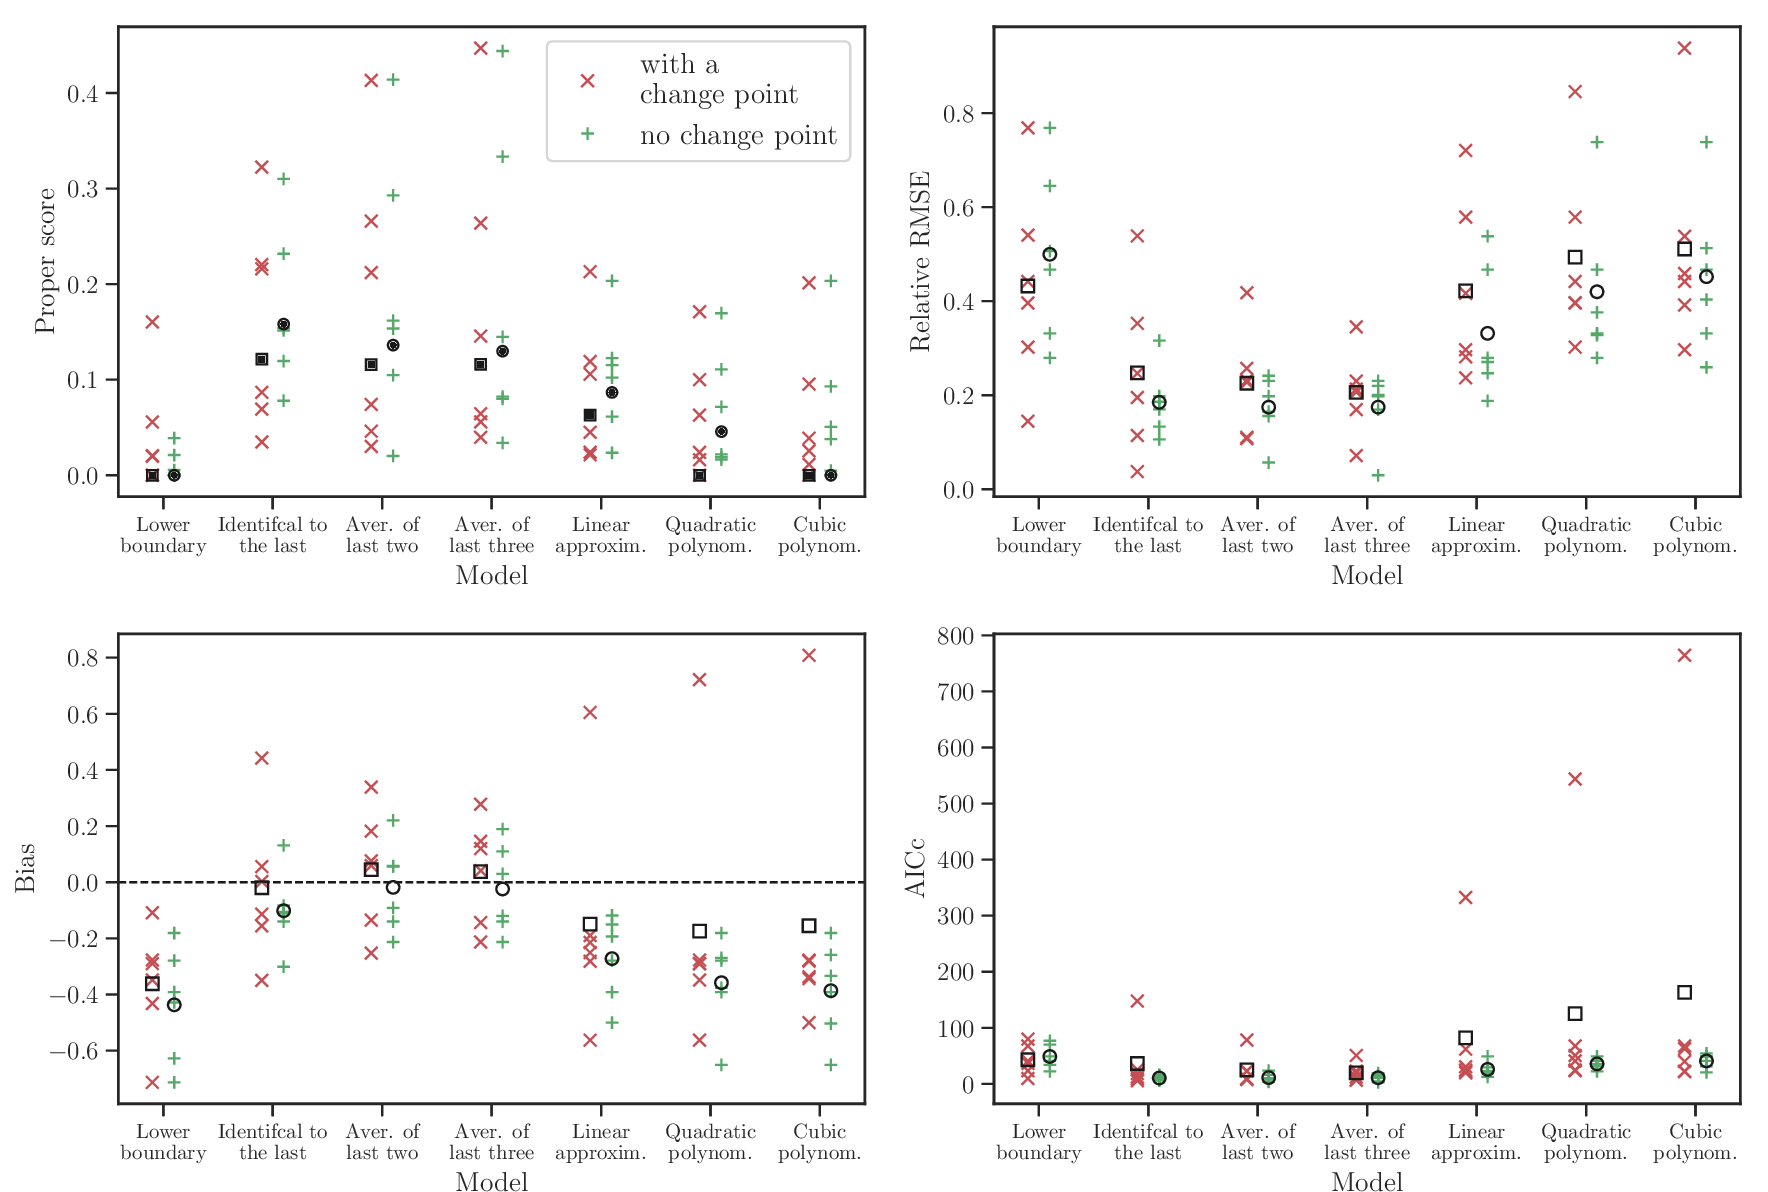 0.4
0.3
0.2
0.1
0.0
Proper score
with a
change point
no change point
Lower
boundary
Identifcal to
the last
Aver. of
last two
Aver. of
last three
Linear
approxim.
Quadratic
polynom.
Cubic
polynom.
Model
0.8
0.6
0.4
0.2
0.0
Relative RMSE
Lower
boundary
Identifcal to
the last
Aver. of
last two
Aver. of
last three
Linear
approxim.
Quadratic
polynom.
Cubic
polynom.
Model
0.8
0.6
0.4
0.2
0.0
−0.2
−0.4
−0.6
Bias
Lower
boundary
Identifcal to
the last
Aver. of
last two
Aver. of
last three
Linear
approxim.
Quadratic
polynom.
Cubic
polynom.
Model
800
700
600
500
400
300
200
100
0
AICc
Lower
boundary
Identifcal to
the last
Aver. of
last two
Aver. of
last three
Linear
approxim.
Quadratic
polynom.
Cubic
polynom.
Model